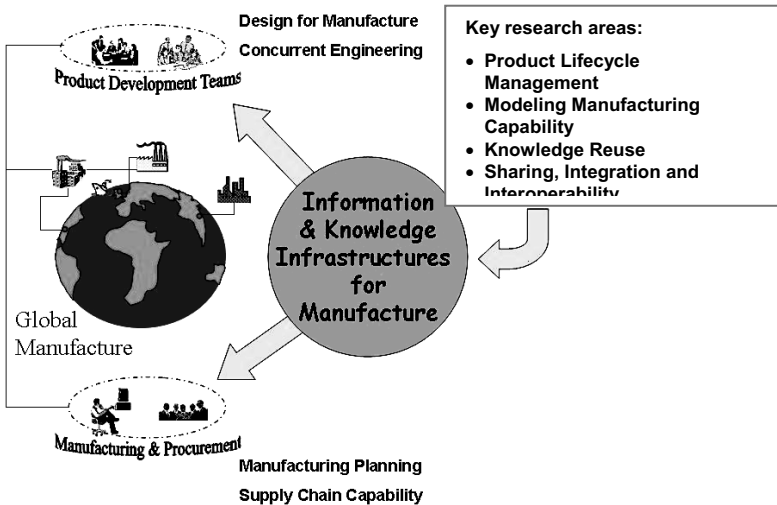 Design for Manufacture
Concurrent Engineering
Product Development Teams
Key research areas:
• Product Lifecycle
Management
• Modeling Manufacturing
Capability
• Knowledge Reuse
• Sharing, Integration and
Interoperability
Information
& Knowledge
Infrastructures
for
Manufacture
Global
Manufacture
Manufacturing & Procurement
Manufacturing Planning
Supply Chain Capability